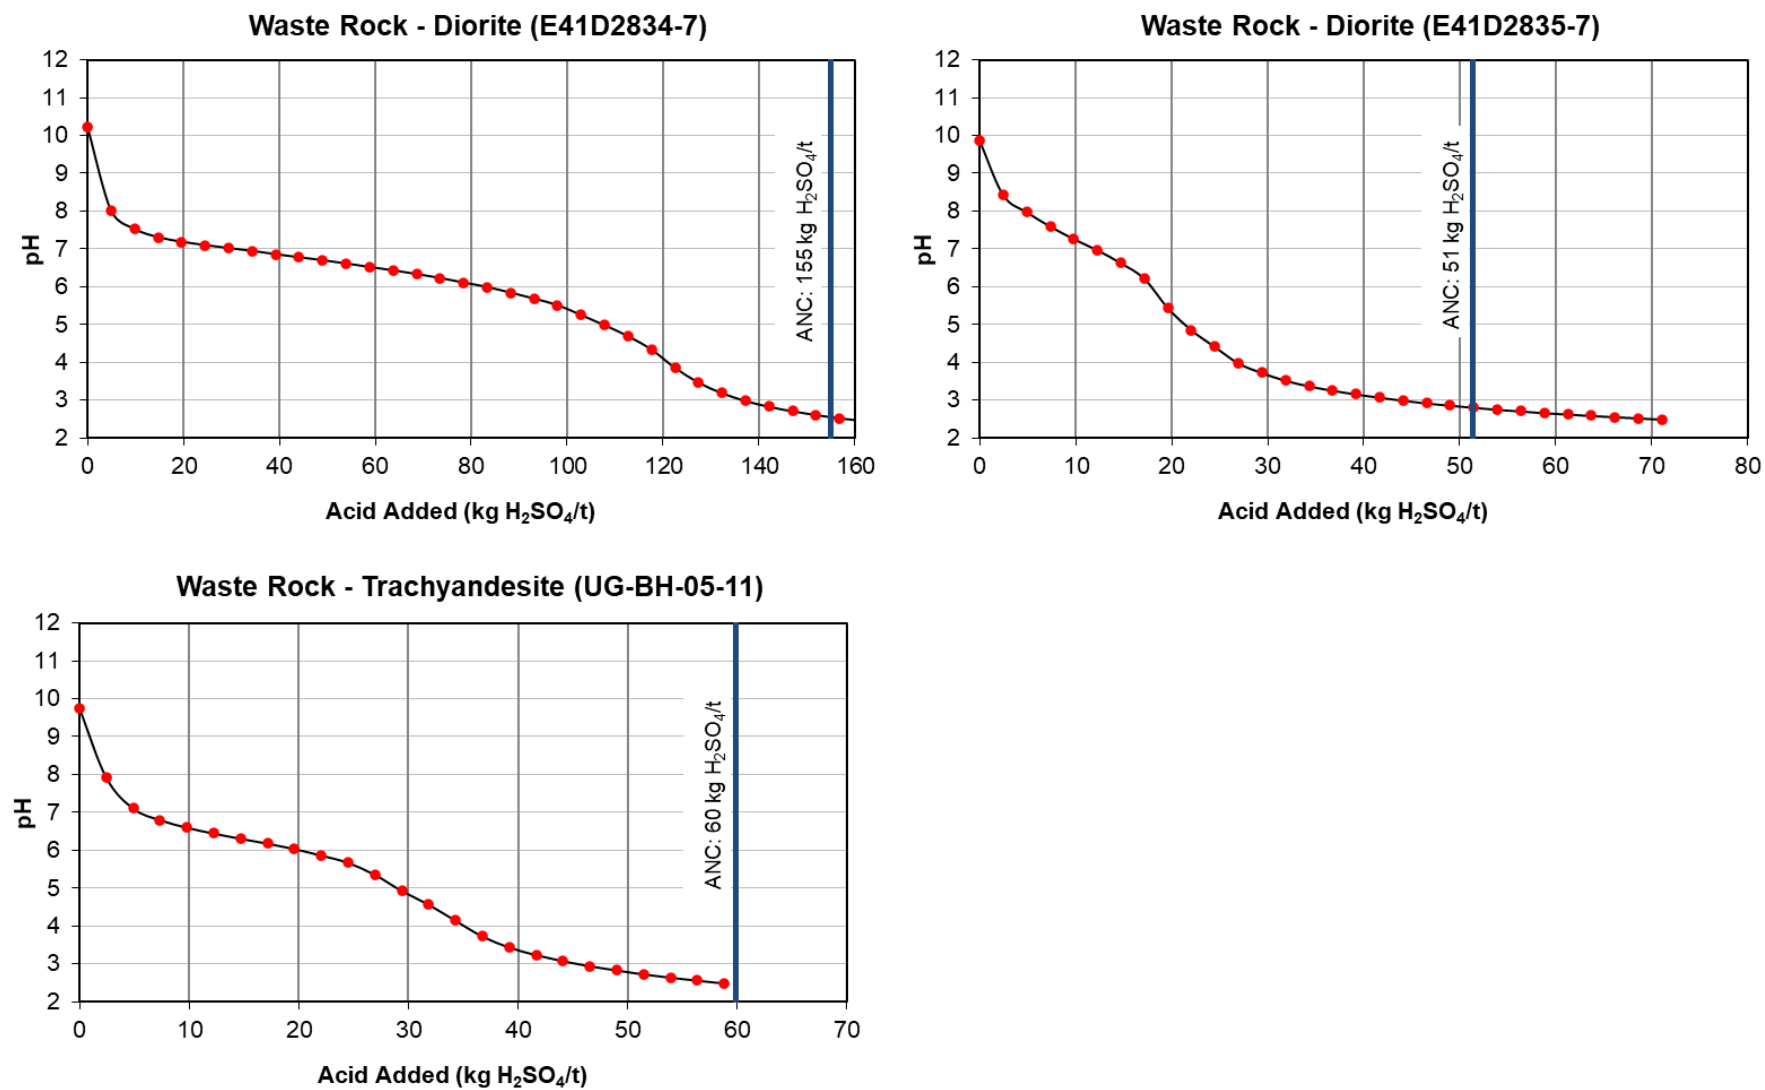 Waste Rock - Diorite (E41D2834-7)
12
11
10
9
8
7
6
5
4
3
2
pH
ANC: 155 kg H₂SO₄/t
0 20 40 60 80 100 120 140 160
Acid Added (kg H₂SO₄/t)
Waste Rock - Diorite (E41D2835-7)
12
11
10
9
8
7
6
5
4
3
2
pH
ANC: 51 kg H₂SO₄/t
0 10 20 30 40 50 60 70 80
Acid Added (kg H₂SO₄/t)
Waste Rock - Trachyandesite (UG-BH-05-11)
12
11
10
9
8
7
6
5
4
3
2
pH
ANC: 60 kg H₂SO₄/t
0 10 20 30 40 50 60 70
Acid Added (kg H₂SO₄/t)